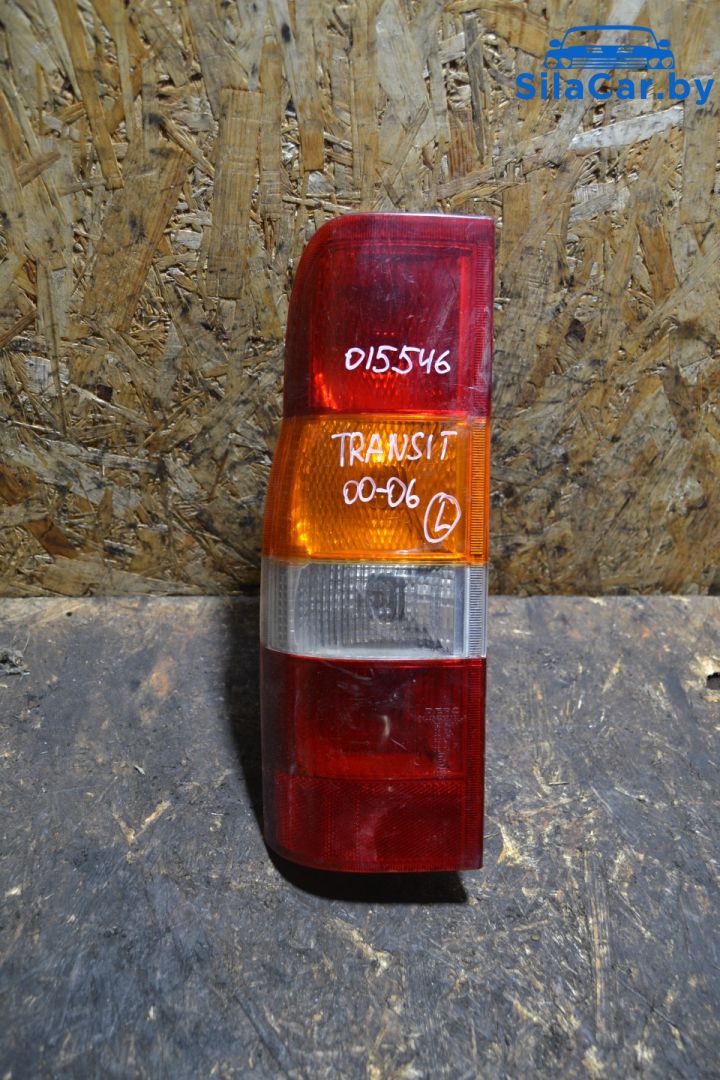 SilaCar.by
015546
TRANSIT
00-06
L